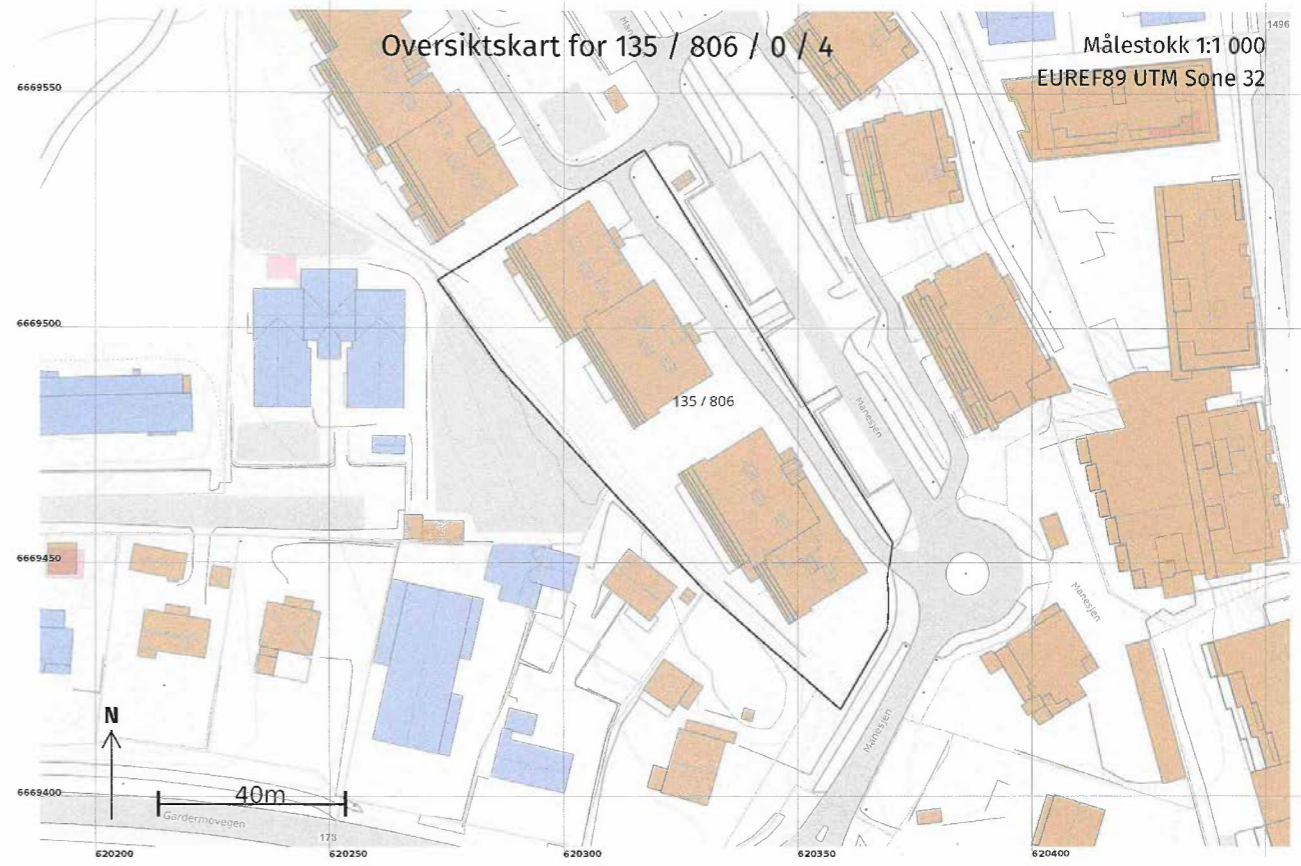 Oversiktskart for 135 / 806 / 0 / 4
Målestokk 1:1 000
EUREF89 UTM Sone 32
1496
6669550
6669500
135 / 806
Manesjen
6669450
Manesjen
Manesjen
N
40m
6669400
Gardermovegen
173
620200
620250
620300
620350
620400